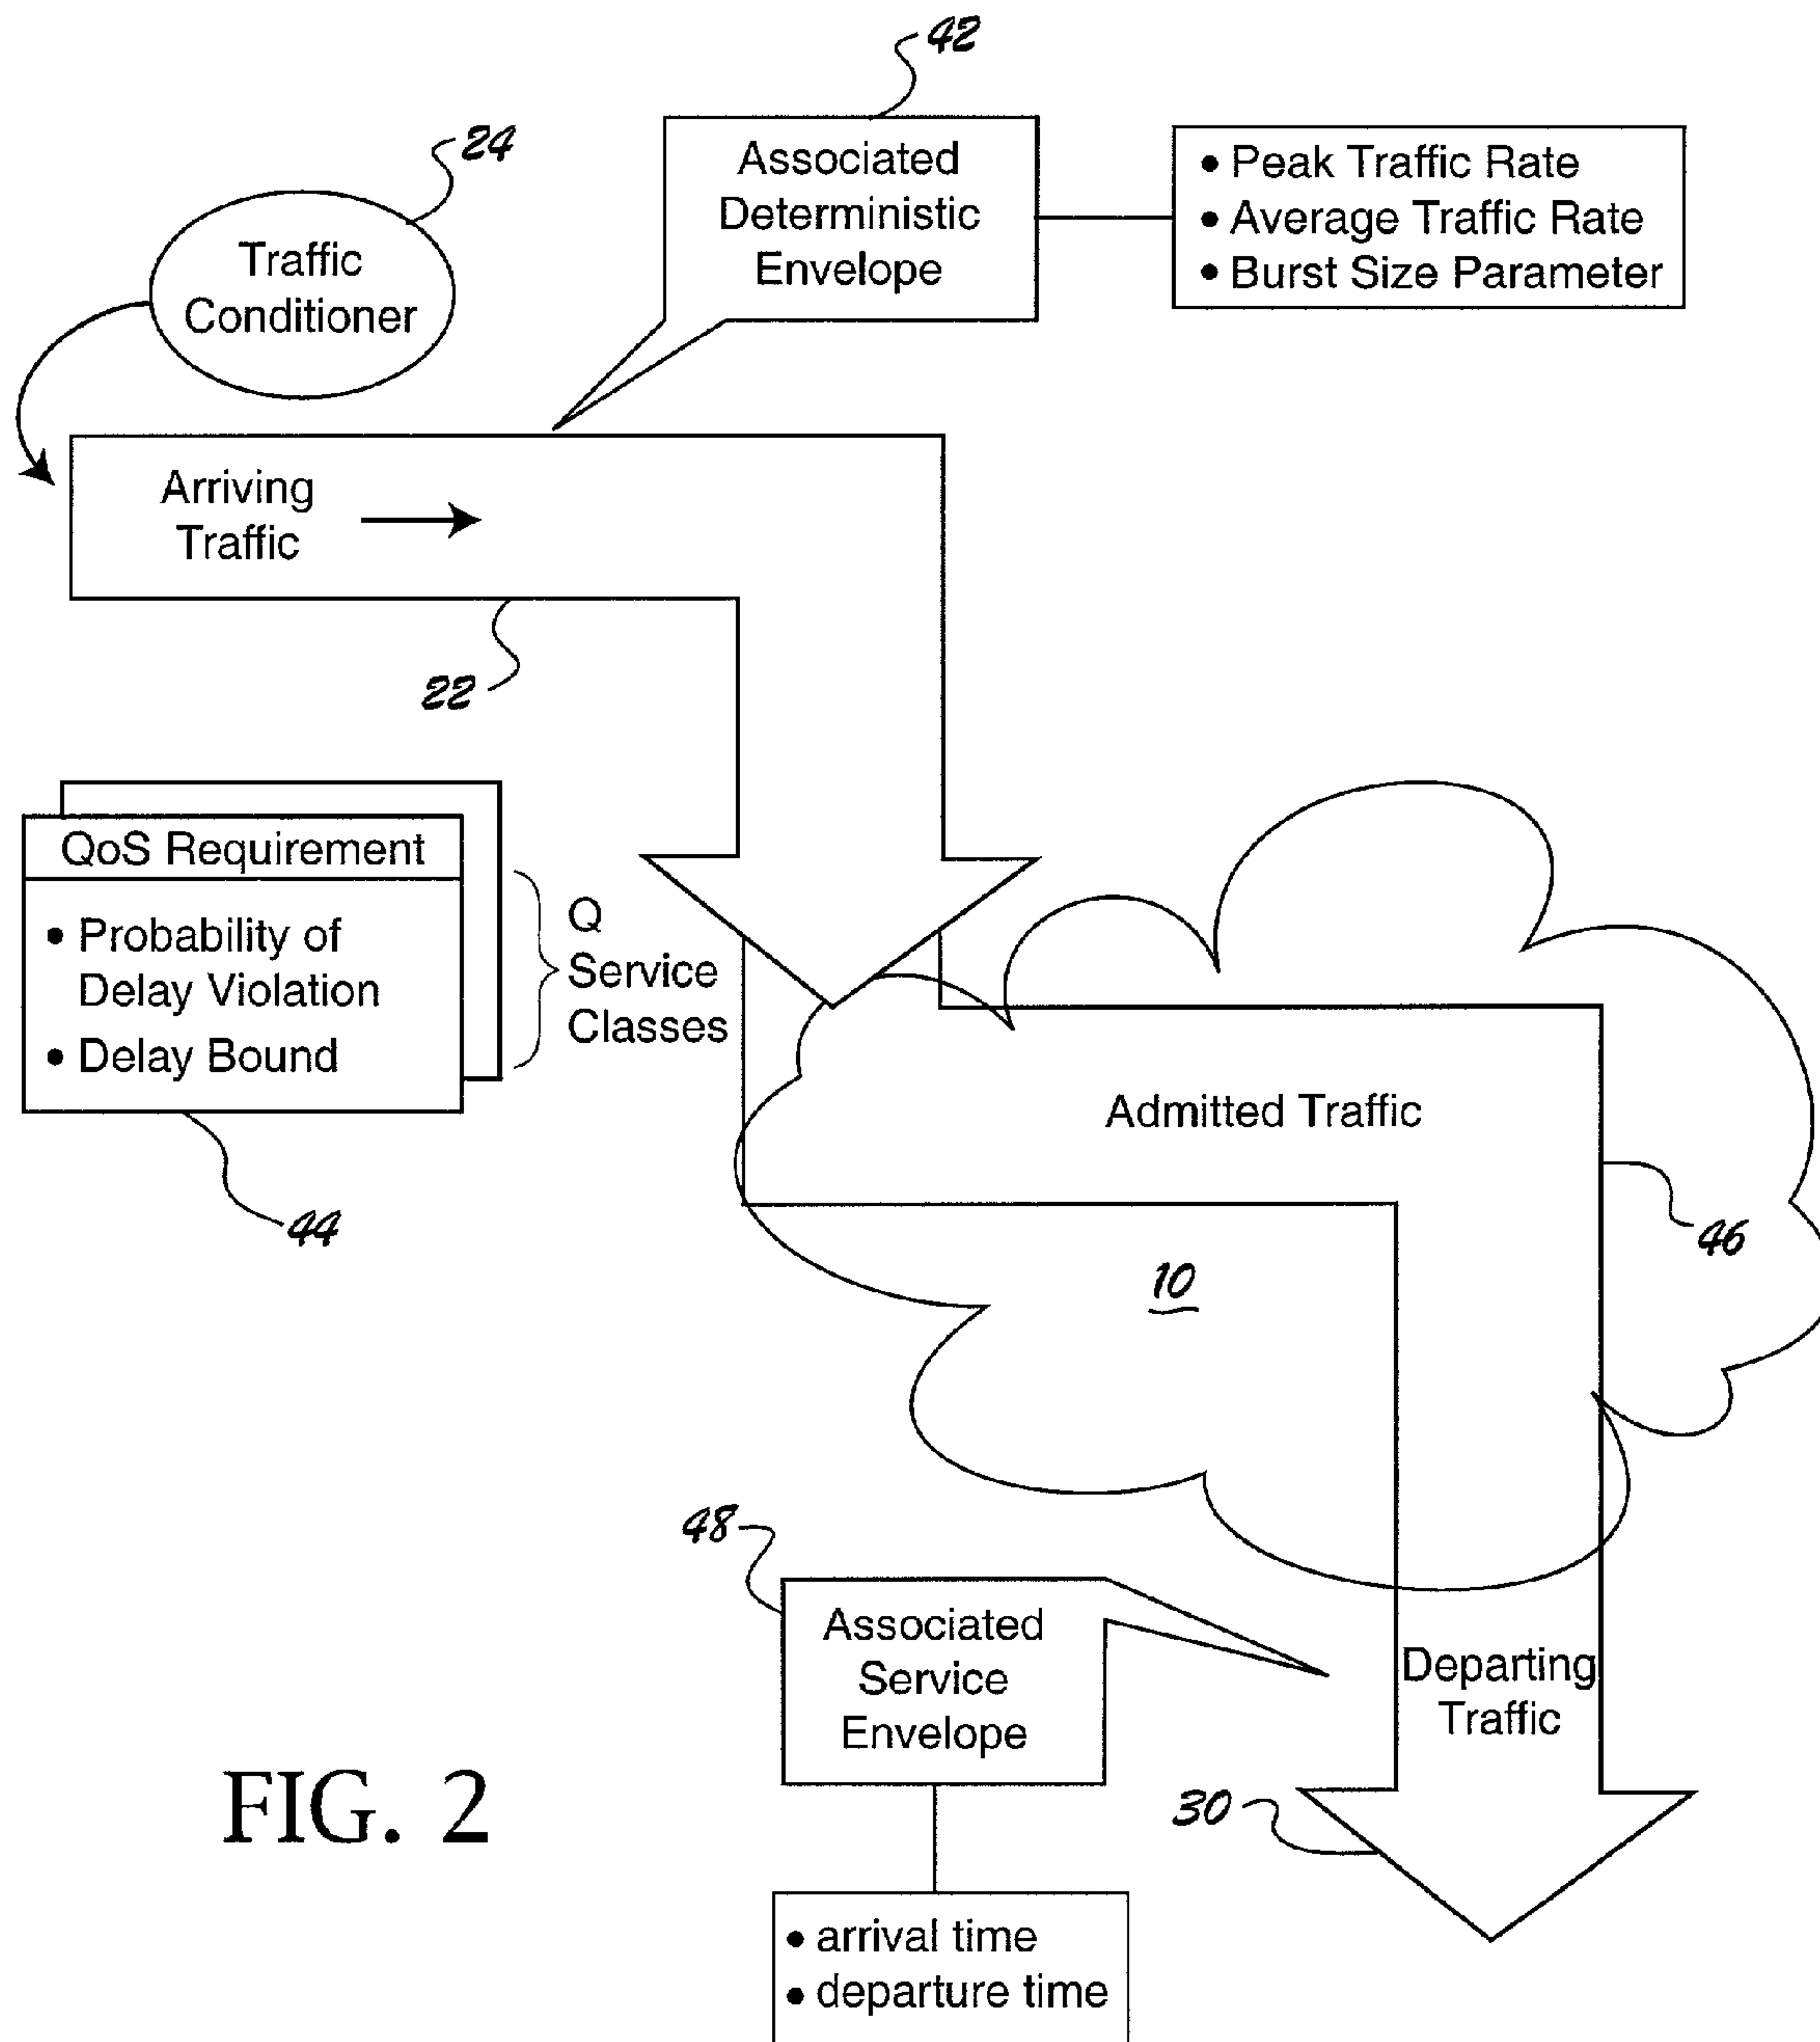 42
24
Associated
Deterministic
Envelope
• Peak Traffic Rate
• Average Traffic Rate
• Burst Size Parameter
Traffic
Conditioner
Arriving
Traffic
22
QoS Requirement
• Probability of
Delay Violation
• Delay Bound
Q
Service
Classes
44
Admitted Traffic
46
10
48
Associated
Service
Envelope
Departing
Traffic
30
FIG. 2
• arrival time
• departure time